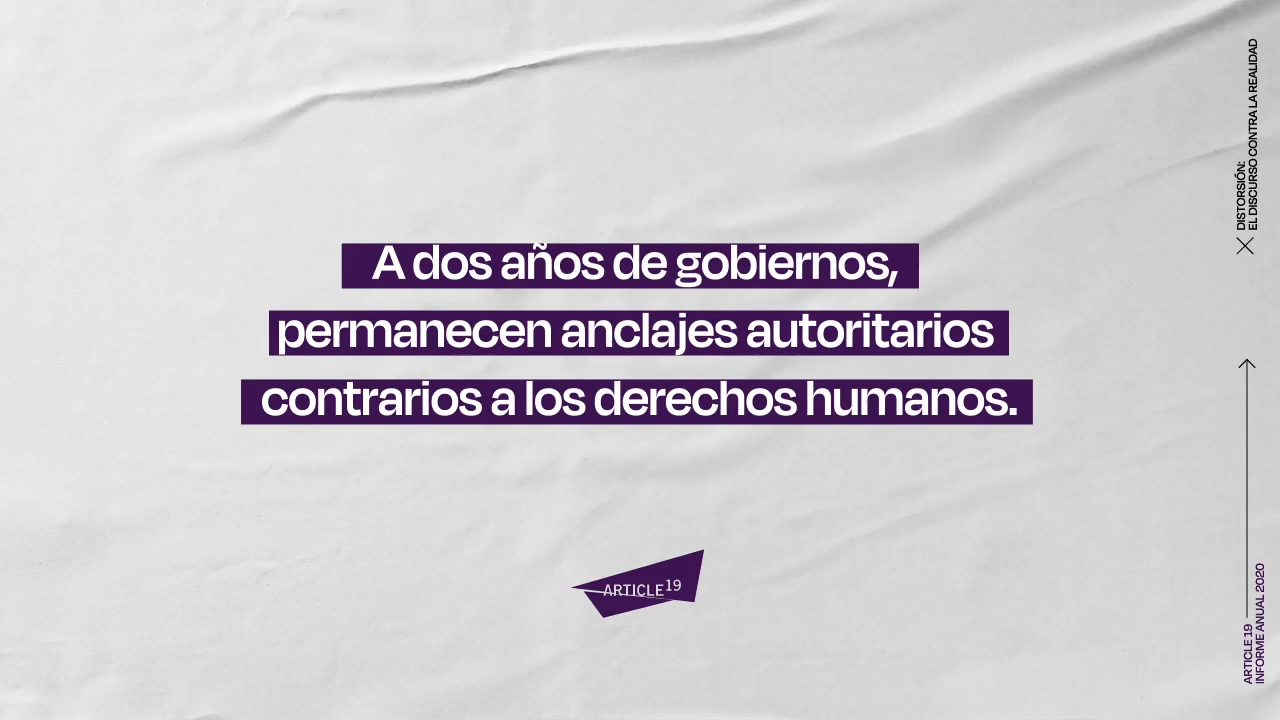 A dos años de gobiernos,
permanecen anclajes autoritarios
contrarios a los derechos humanos.
ARTICLE 19
DISTORSIÓN:
EL DISCURSO CONTRA LA REALIDAD
ARTICLE 19
INFORME ANUAL 2020